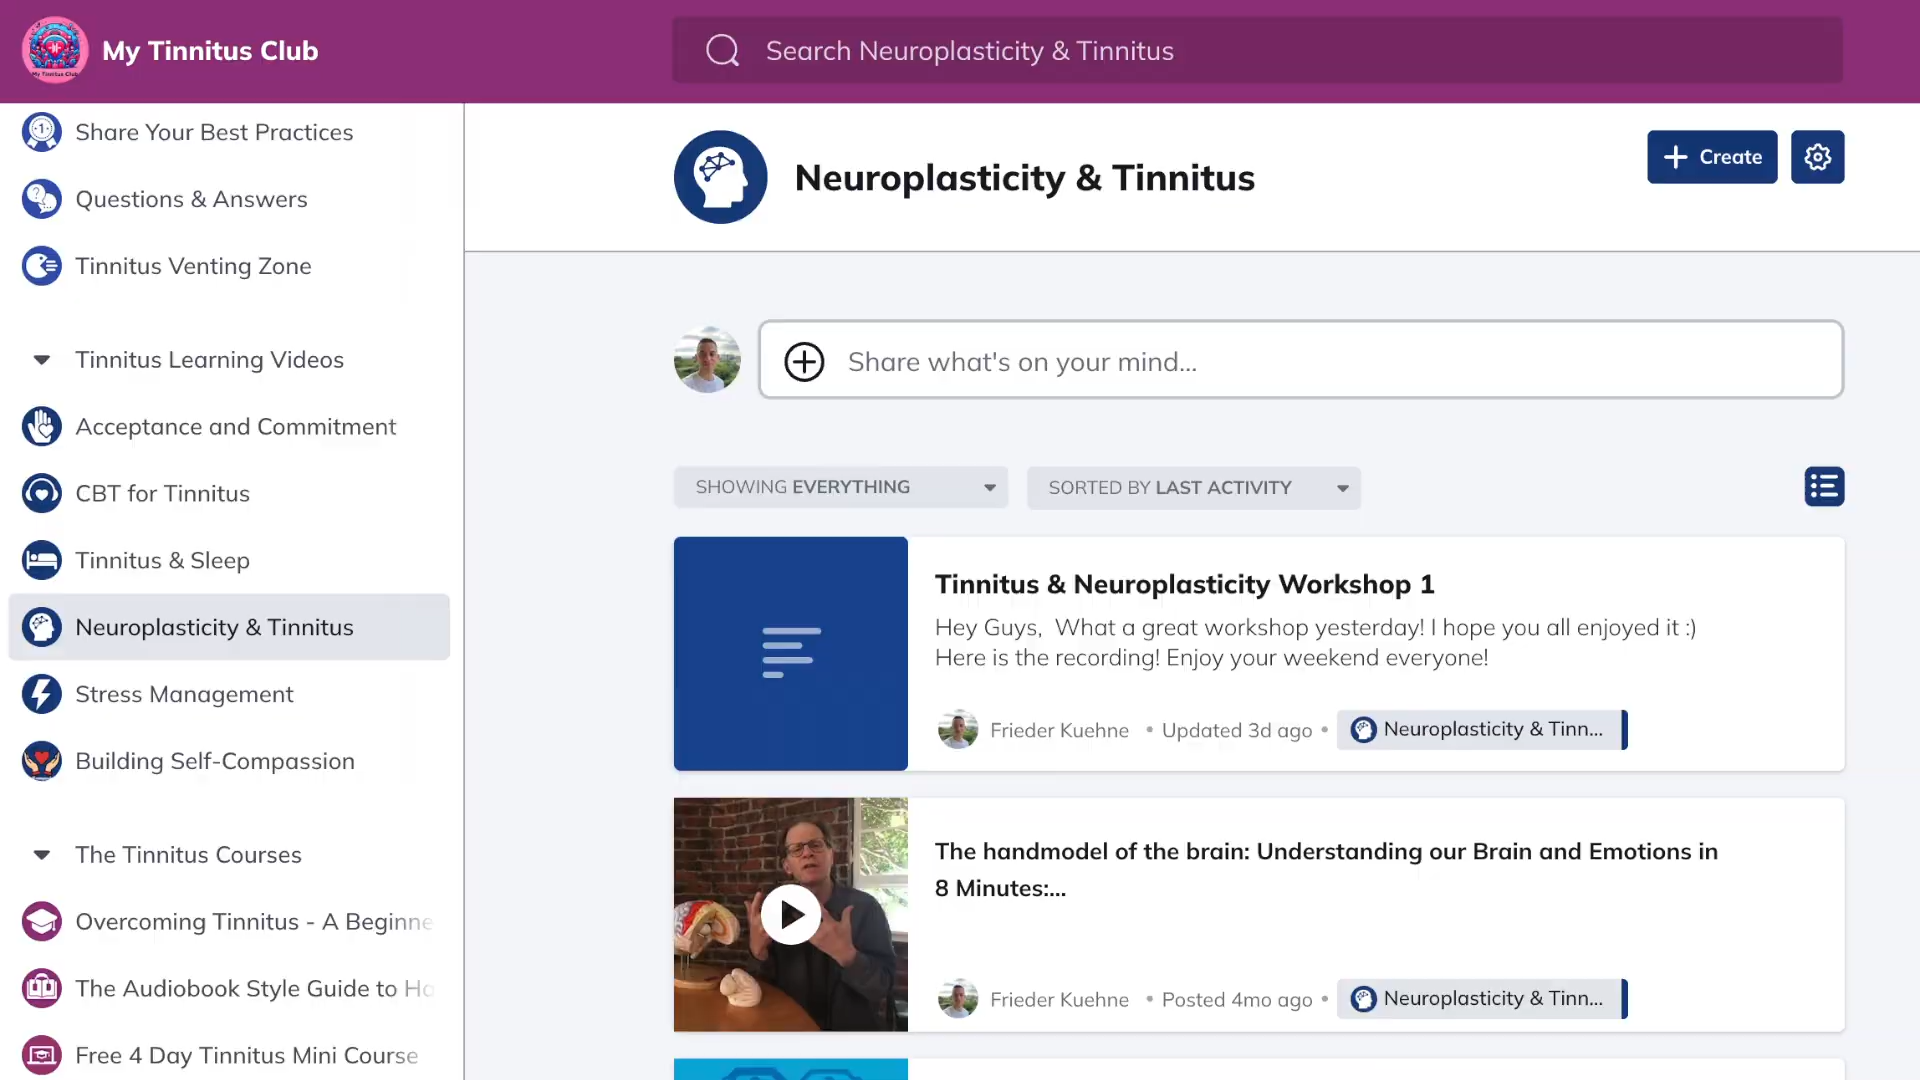 My Tinnitus Club
My Tinnitus Club
Search Neuroplasticity & Tinnitus
Share Your Best Practices
Questions & Answers
Tinnitus Venting Zone
Tinnitus Learning Videos
Acceptance and Commitment
CBT for Tinnitus
Tinnitus & Sleep
Neuroplasticity & Tinnitus
Stress Management
Building Self-Compassion
The Tinnitus Courses
Overcoming Tinnitus - A Beginne
The Audiobook Style Guide to Ha
Free 4 Day Tinnitus Mini Course
Neuroplasticity & Tinnitus
Create
Share what's on your mind...
SHOWING EVERYTHING
SORTED BY LAST ACTIVITY
Tinnitus & Neuroplasticity Workshop 1
Hey Guys, What a great workshop yesterday! I hope you all enjoyed it :)
Here is the recording! Enjoy your weekend everyone!
Frieder Kuehne • Updated 3d ago • Neuroplasticity & Tinn...
The handmodel of the brain: Understanding our Brain and Emotions in
8 Minutes:...
Frieder Kuehne • Posted 4mo ago • Neuroplasticity & Tinn...